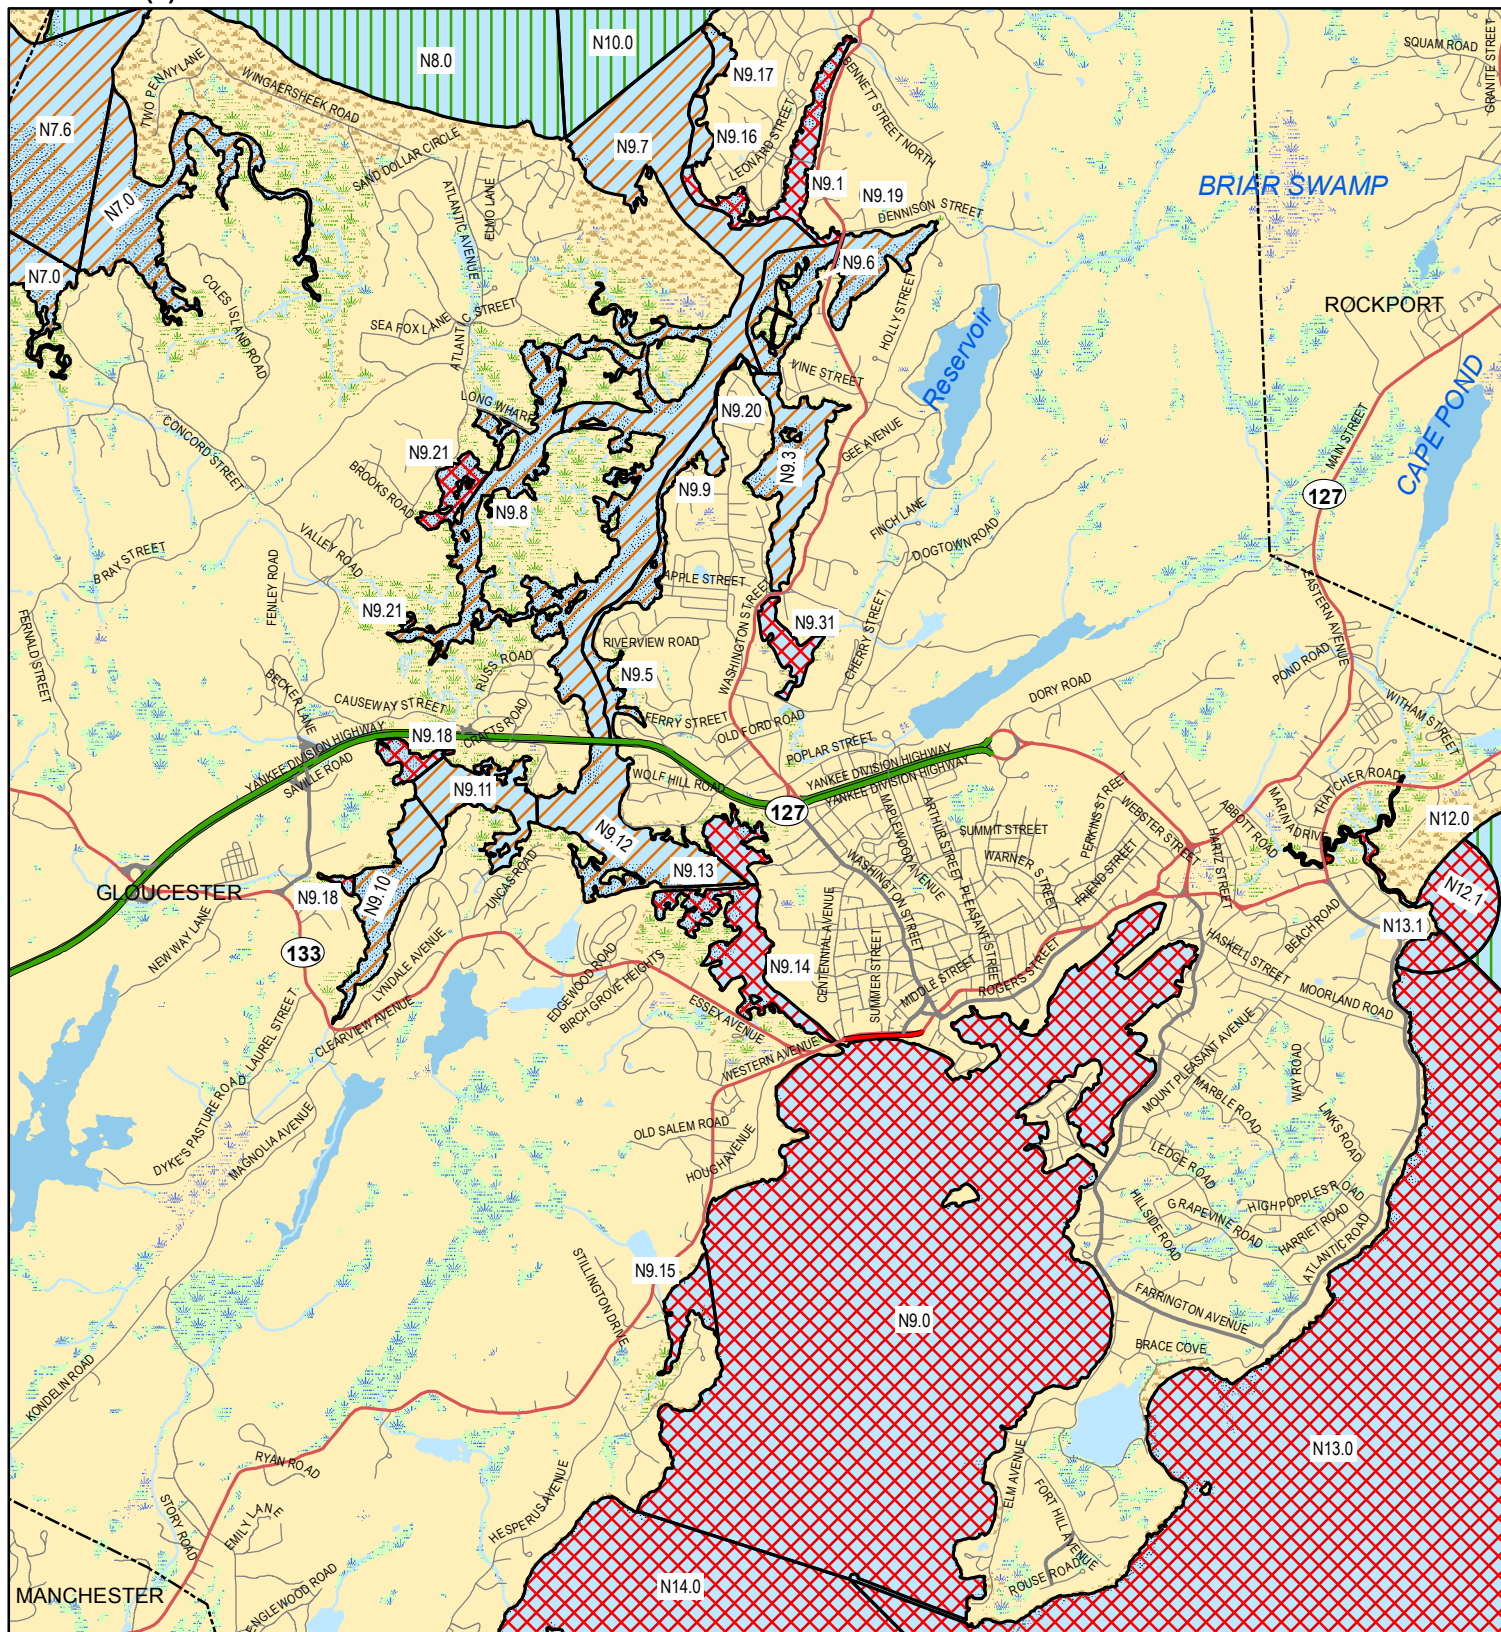 N8.0
N10.0
N9.17
SQUAM ROAD
GRANITE STREET
TWO PENNY LANE
WINGAERSHEEK ROAD
N7.6
N9.7
N9.16
LEONARD STREET
BENNETT STREET NORTH
SAND DOLLAR CIRCLE
N9.1
N9.19
BRIAR SWAMP
N7.0
ATLANTIC AVENUE
ELMO LANE
DENNISON STREET
N7.0
N9.6
COLES ISLAND ROAD
SEA FOX LANE
ATLANTIC STREET
HOLLY STREET
Reservoir
ROCKPORT
VINE STREET
LONG WHARF
N9.20
CAPE POND
CONCORD STREET
N9.21
BROOKS ROAD
N9.3
GEE AVENUE
MAIN STREET
N9.9
127
N9.8
FINCH LANE
DOGTOWN ROAD
BRAY STREET
VALLEY ROAD
FENLEY ROAD
APPLE STREET
WASHINGTON STREET
EASTERN AVENUE
N9.21
N9.31
CHERRY STREET
FERNALD STREET
RIVERVIEW ROAD
RUSS ROAD
N9.5
POND ROAD
BECKER LANE
CAUSEWAY STREET
CRAFTS ROAD
FERRY STREET
OLD FORD ROAD
DORY ROAD
WITHAM STREET
N9.18
YANKEE DIVISION HIGHWAY
SAVILLE ROAD
POPLAR STREET
YANKEE DIVISION HIGHWAY
YANKEE DIVISION HIGHWAY
WOLF HILL ROAD
N9.11
127
THATCHER ROAD
MARINA DRIVE
ABBOTT ROAD
PERKINS STREET
WEBSTER STREET
HARTZ STREET
N12.0
MAPLEWOOD AVENUE
ARTHUR STREET
SUMMIT STREET
WARNER STREET
FRIEND STREET
N9.12
N9.13
WASHINGTON STREET
PLEASANT STREET
GLOUCESTER
N9.18
N9.10
UNCAS ROAD
N12.1
N13.1
BEACH ROAD
HASKELL STREET
NEW WAY LANE
133
LYNDALE AVENUE
EDGEWOOD ROAD
BIRCH GROVE HEIGHTS
N9.14
CENTENNIAL AVENUE
SUMMER STREET
MIDDLE STREET
ROGERS STREET
MOORLAND ROAD
LAUREL STREET
CLEARVIEW AVENUE
ESSEX AVENUE
WESTERN AVENUE
MOUNT PLEASANT AVENUE
MARBLE ROAD
WAY ROAD
LINKS ROAD
DYKE'S PASTURE ROAD
MAGNOLIA AVENUE
OLD SALEM ROAD
HOUGH AVENUE
LEDGE ROAD
HILLSIDE ROAD
GRAPEVINE ROAD
HIGH POPPLES ROAD
HARRIET ROAD
ATLANTIC ROAD
STILLINGTON DRIVE
N9.15
N9.0
FARRINGTON AVENUE
BRACE COVE
KONDELIN ROAD
N13.0
RYAN ROAD
STORY ROAD
EMILY LANE
HESPERUS AVENUE
ELM AVENUE
FORT HILL AVENUE
ROUSE ROAD
N14.0
MANCHESTER
ENGLEWOOD ROAD